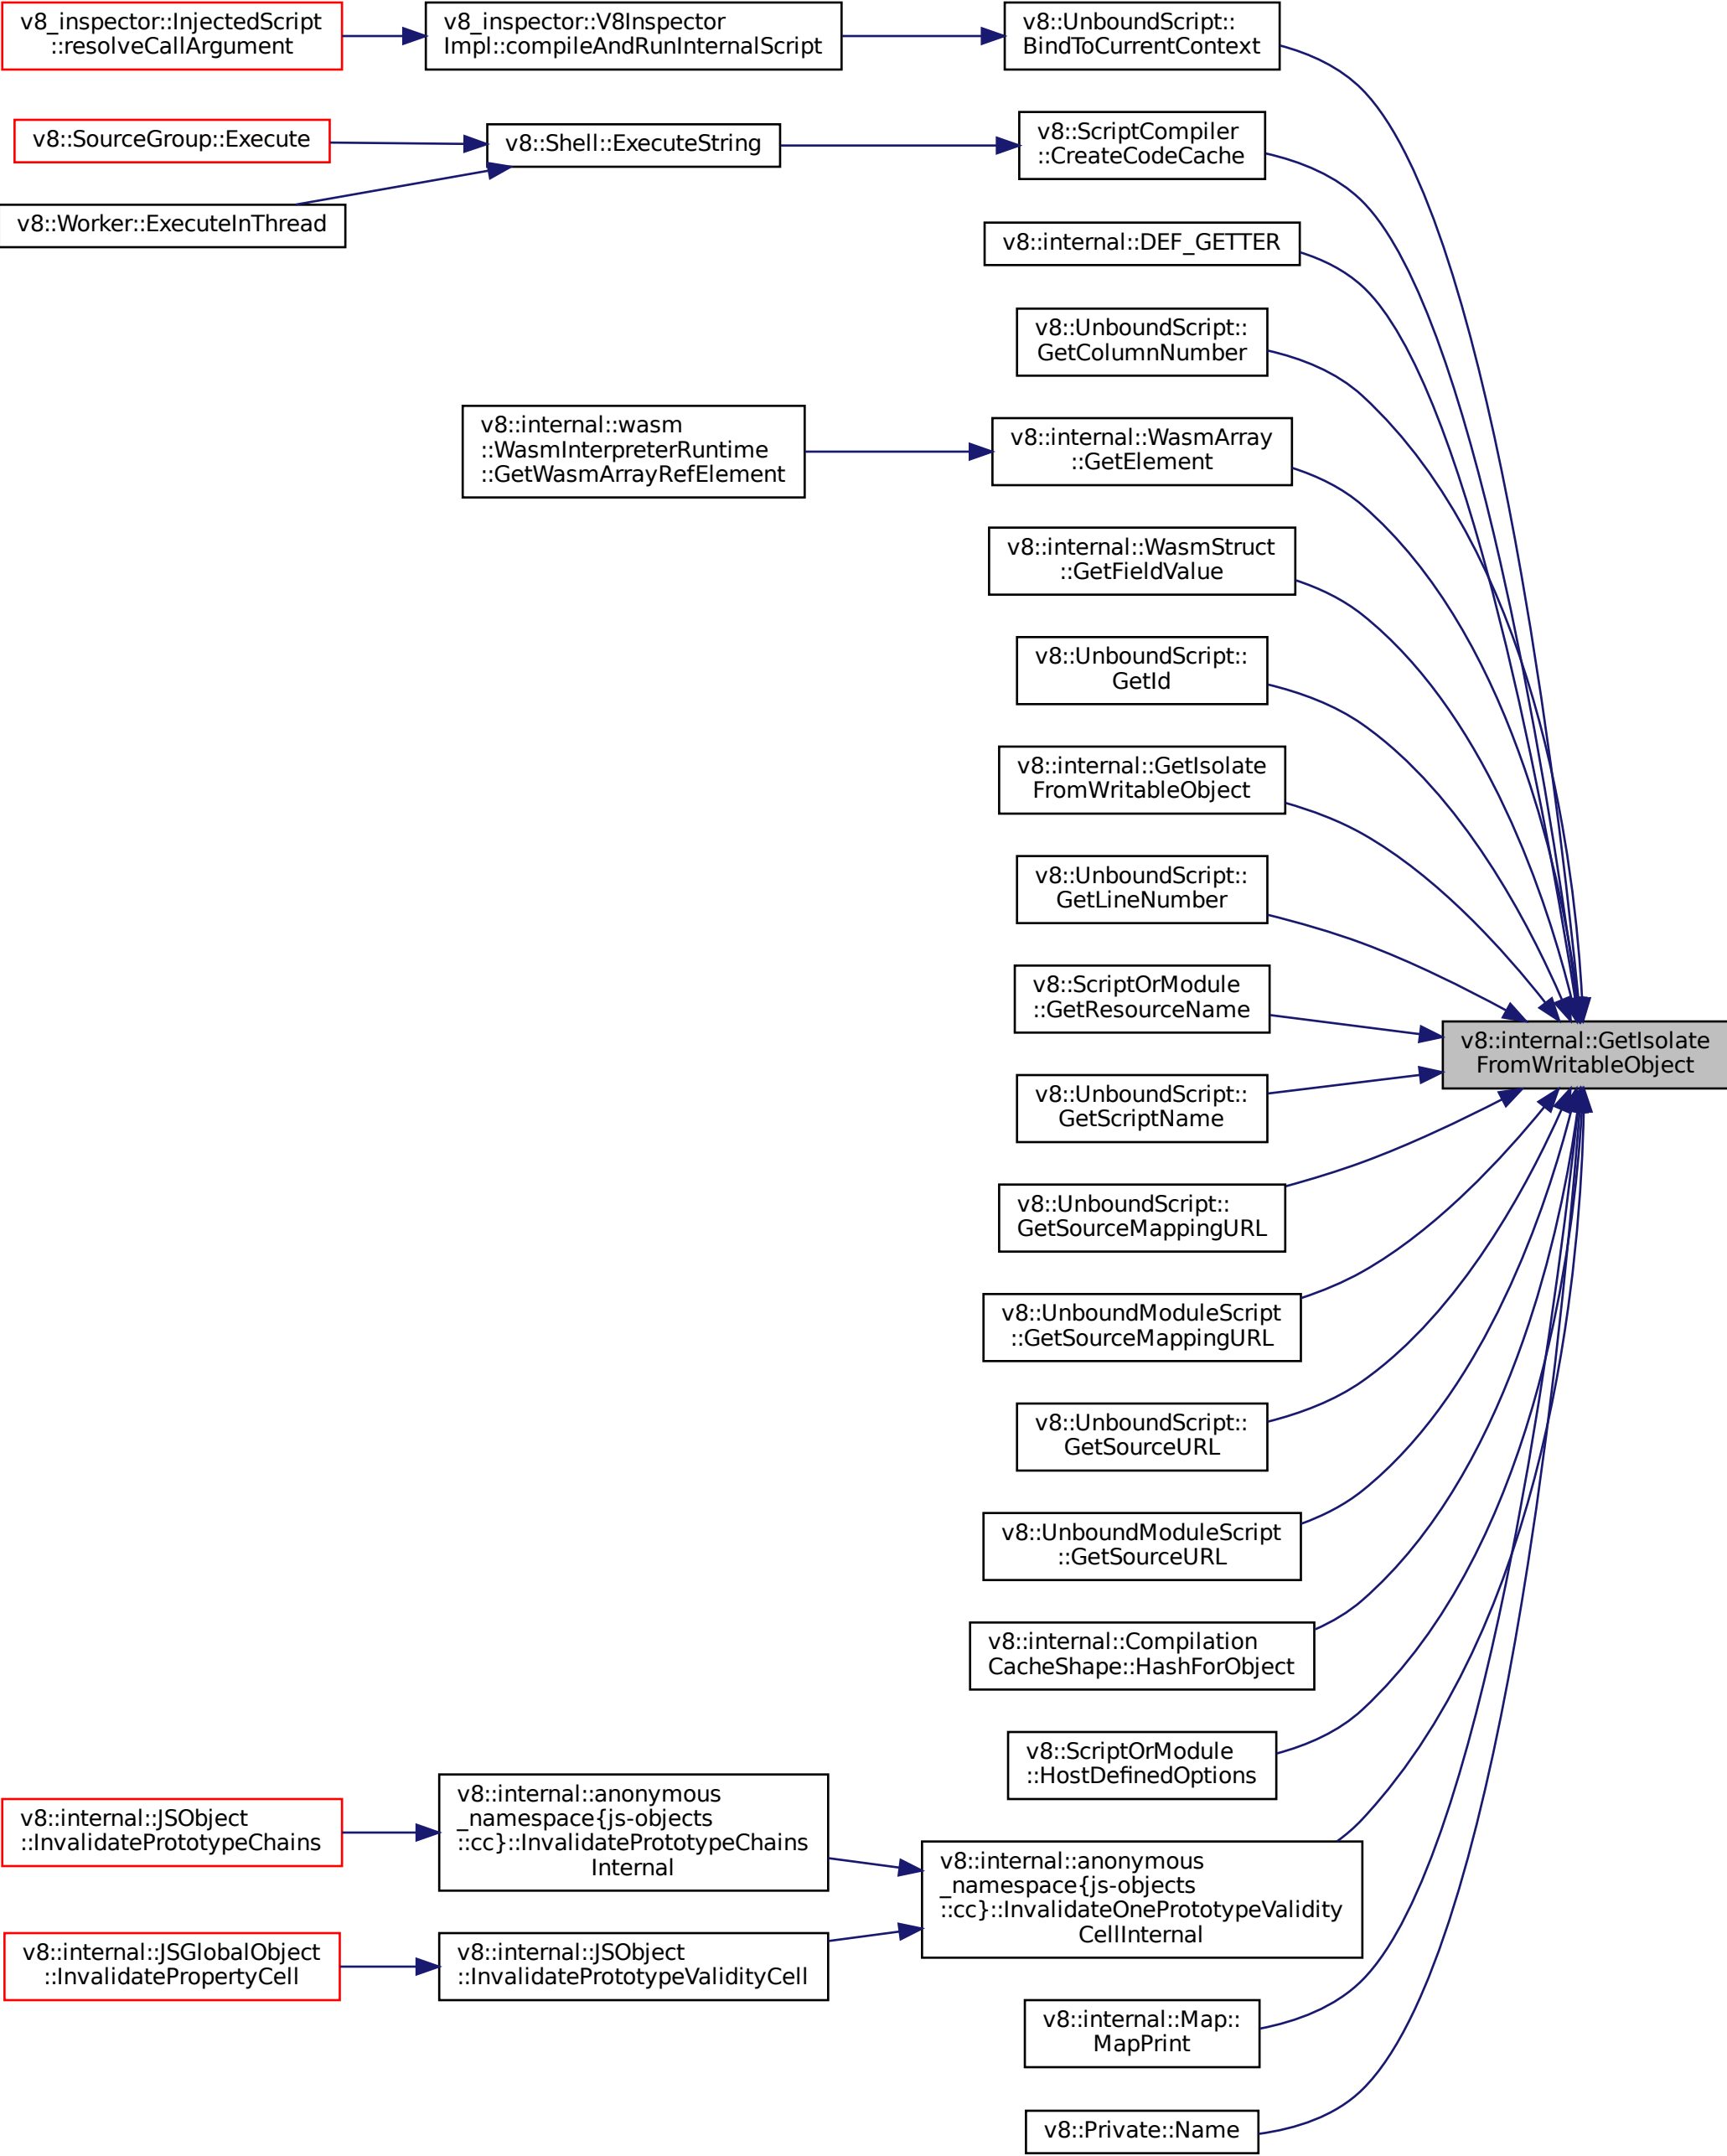 v8_inspector::InjectedScript
::resolveCallArgument
v8_inspector::V8Inspector
Impl::compileAndRunInternalScript
v8::UnboundScript::
BindToCurrentContext
v8::SourceGroup::Execute
v8::Shell::ExecuteString
v8::ScriptCompiler
::CreateCodeCache
v8::Worker::ExecuteInThread
v8::internal::DEF_GETTER
v8::UnboundScript::
GetColumnNumber
v8::internal::wasm
::WasmInterpreterRuntime
::GetWasmArrayRefElement
v8::internal::WasmArray
::GetElement
v8::internal::WasmStruct
::GetFieldValue
v8::UnboundScript::
GetId
v8::internal::GetIsolate
FromWritableObject
v8::UnboundScript::
GetLineNumber
v8::ScriptOrModule
::GetResourceName
v8::internal::GetIsolate
FromWritableObject
v8::UnboundScript::
GetScriptName
v8::UnboundScript::
GetSourceMappingURL
v8::UnboundModuleScript
::GetSourceMappingURL
v8::UnboundScript::
GetSourceURL
v8::UnboundModuleScript
::GetSourceURL
v8::internal::Compilation
CacheShape::HashForObject
v8::ScriptOrModule
::HostDefinedOptions
v8::internal::JSObject
::InvalidatePrototypeChains
v8::internal::anonymous
_namespace{js-objects
::cc}::InvalidatePrototypeChains
Internal
v8::internal::anonymous
_namespace{js-objects
::cc}::InvalidateOnePrototypeValidity
CellInternal
v8::internal::JSGlobalObject
::InvalidatePropertyCell
v8::internal::JSObject
::InvalidatePrototypeValidityCell
v8::internal::Map::
MapPrint
v8::Private::Name